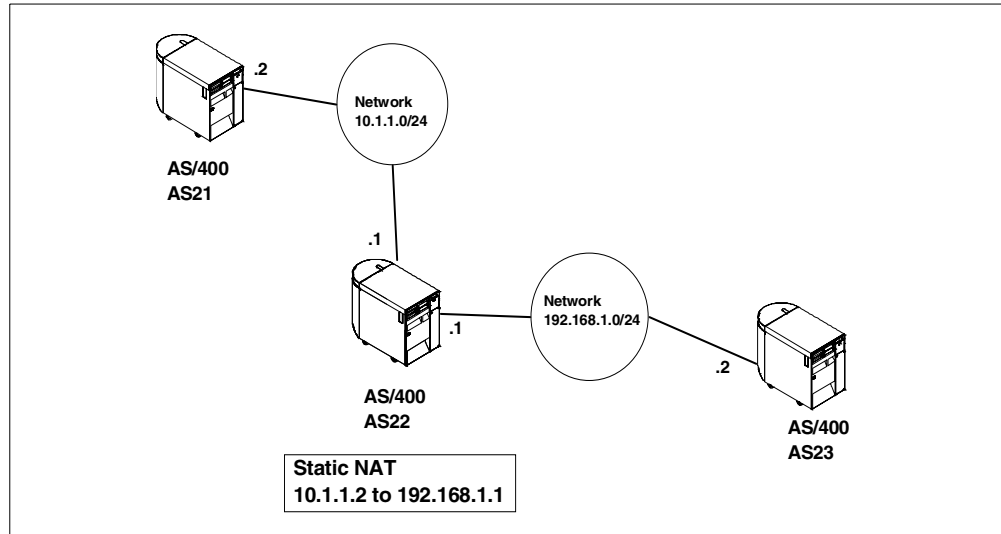 .2
Network
10.1.1.0/24
AS/400
AS21
.1
Network
192.168.1.0/24
.1
.2
AS/400
AS22
AS/400
AS23
Static NAT
10.1.1.2 to 192.168.1.1